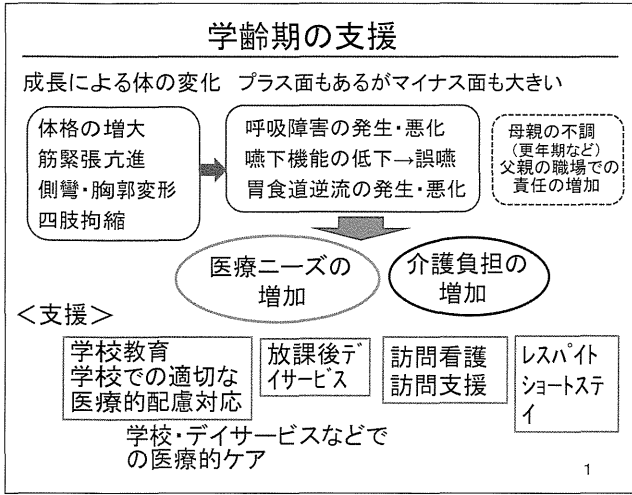 学齢期の支援
成長による体の変化 プラス面もあるがマイナス面も大きい
体格の増大
筋緊張亢進
側彎・胸郭変形
四肢拘縮
呼吸障害の発生・悪化
嚥下機能の低下→誤嚥
胃食道逆流の発生・悪化
母親の不調
(更年期など)
父親の職場での
責任の増加
医療ニーズの
増加
介護負担の
増加
<支援>
学校教育
学校での適切な
医療的配慮対応
放課後デ
イサービス
訪問看護
訪問支援
レスパイト
ショートステ
イ
学校・デイサービスなどで
の医療的ケア
1